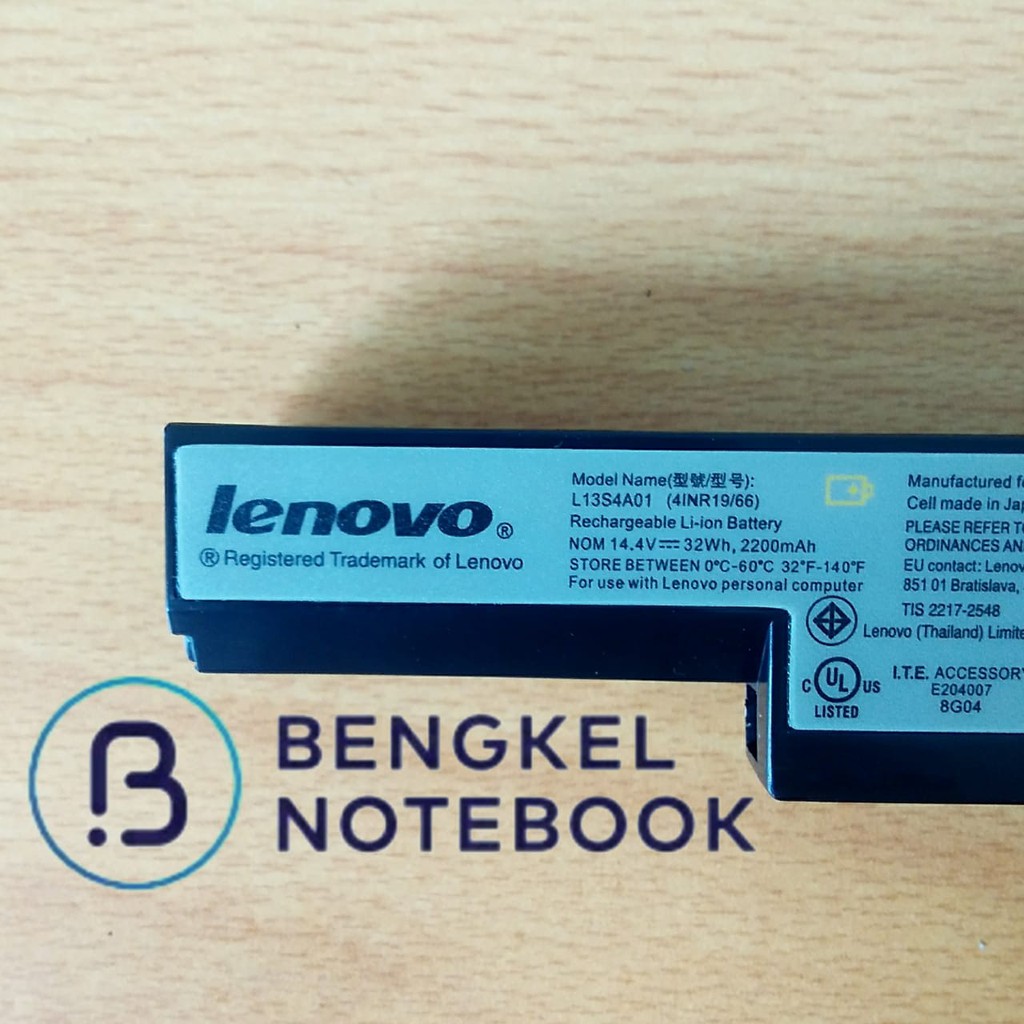 lenovo®
® Registered Trademark of Lenovo
Model Name(型號/型号):
L13S4A01 (4INR19/66)
Rechargeable Li-ion Battery
NOM 14.4V⎓32Wh, 2200mAh
STORE BETWEEN 0°C-60°C 32°F-140°F
For use with Lenovo personal computer
Manufactured
Cell made in
PLEASE REFER
ORDINANCES
EU contact:
851 01 Bratislava,
TIS 2217-2548
Lenovo (Thailand)
C UL US
LISTED
I.T.E. ACCESSORY
E204007
8G04
BENGKEL
NOTEBOOK